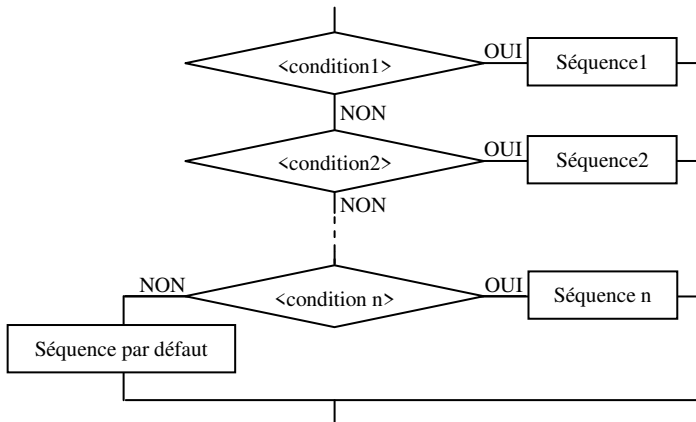 <condition1>
OUI
Séquence1
NON
<condition2>
OUI
Séquence2
NON
NON
<condition n>
OUI
Séquence n
Séquence par défaut